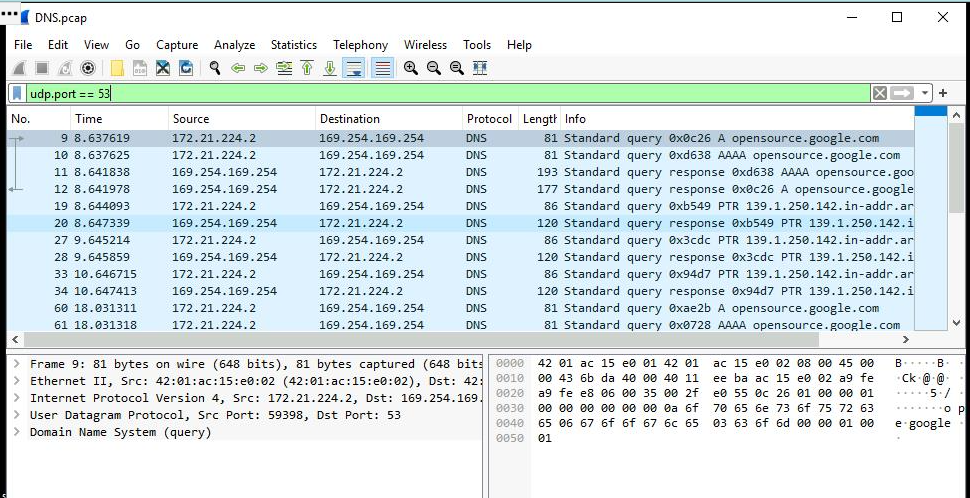 DNS.pcap
File Edit View Go Capture Analyze Statistics Telephony Wireless Tools Help
udp.port == 53
No. Time Source Destination Protocol Length Info
9 8.637619 172.21.224.2 169.254.169.254 DNS 81 Standard query 0x0c26 A opensource.google.com
10 8.637625 172.21.224.2 169.254.169.254 DNS 81 Standard query 0xd638 AAAA opensource.google.com
11 8.641838 169.254.169.254 172.21.224.2 DNS 193 Standard query response 0xd638 AAAA opensource.goo
12 8.641978 169.254.169.254 172.21.224.2 DNS 177 Standard query response 0x0c26 A opensource.google
19 8.644093 172.21.224.2 169.254.169.254 DNS 86 Standard query 0xb549 PTR 139.1.250.142.in-addr.ar
20 8.647339 169.254.169.254 172.21.224.2 DNS 120 Standard query response 0xb549 PTR 139.1.250.142.i
27 9.645214 172.21.224.2 169.254.169.254 DNS 86 Standard query 0x3cdc PTR 139.1.250.142.in-addr.ar
28 9.645859 169.254.169.254 172.21.224.2 DNS 120 Standard query response 0x3cdc PTR 139.1.250.142.i
33 10.646715 172.21.224.2 169.254.169.254 DNS 86 Standard query 0x94d7 PTR 139.1.250.142.in-addr.ar
34 10.647413 169.254.169.254 172.21.224.2 DNS 120 Standard query response 0x94d7 PTR 139.1.250.142.i
60 18.031311 172.21.224.2 169.254.169.254 DNS 81 Standard query 0xae2b A opensource.google.com
61 18.031318 172.21.224.2 169.254.169.254 DNS 81 Standard query 0x0728 AAAA opensource.google.com
Frame 9: 81 bytes on wire (648 bits), 81 bytes captured (648 bits
Ethernet II, Src: 42:01:ac:15:e0:02 (42:01:ac:15:e0:02), Dst: 42:
Internet Protocol Version 4, Src: 172.21.224.2, Dst: 169.254.169.
User Datagram Protocol, Src Port: 59398, Dst Port: 53
Domain Name System (query)
0000 42 01 ac 15 e0 01 42 01 ac 15 e0 02 08 00 45 00 B·····B·
0010 00 43 6b da 40 00 40 11 ee ba ac 15 e0 02 a9 fe ·Ck·@·@·
0020 a9 fe e8 06 00 35 00 2f e0 55 0c 26 01 00 00 01 ·····5·/
0030 00 00 00 00 00 00 0a 6f 70 65 6e 73 6f 75 72 63 ·······o p
0040 65 06 67 6f 6f 67 6c 65 03 63 6f 6d 00 00 01 00 e·google ·
0050 01 ·